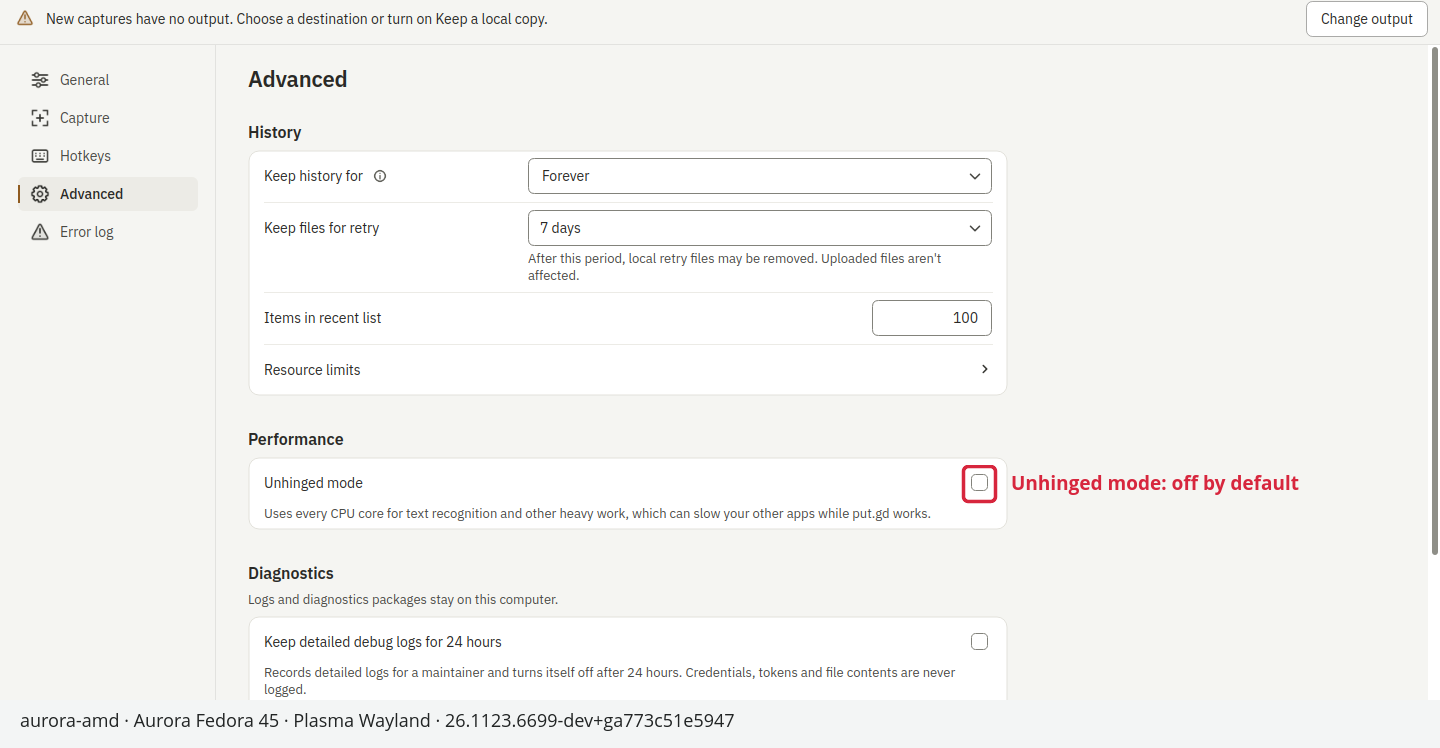 New captures have no output. Choose a destination or turn on Keep a local copy.
Change output
General
Capture
Hotkeys
Advanced
Error log
Advanced
History
Keep history for
Forever
Keep files for retry
7 days
After this period, local retry files may be removed. Uploaded files aren't
affected.
Items in recent list
100
Resource limits
Performance
Unhinged mode
Unhinged mode: off by default
Uses every CPU core for text recognition and other heavy work, which can slow your other apps while put.gd works.
Diagnostics
Logs and diagnostics packages stay on this computer.
Keep detailed debug logs for 24 hours
Records detailed logs for a maintainer and turns itself off after 24 hours. Credentials, tokens and file contents are never
logged.
aurora-amd · Aurora Fedora 45 · Plasma Wayland · 26.1123.6699-dev+ga773c51e5947